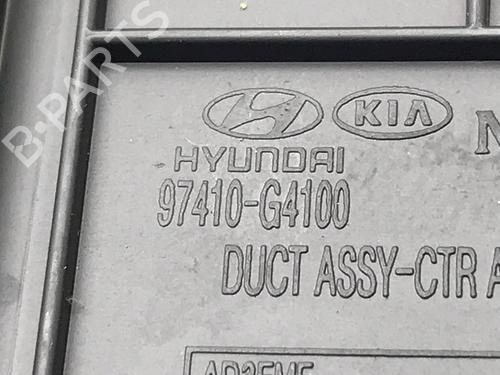 B-PARTS
KIA
HYUNDAI
97410-G4100
DUCT ASSY-CTR A